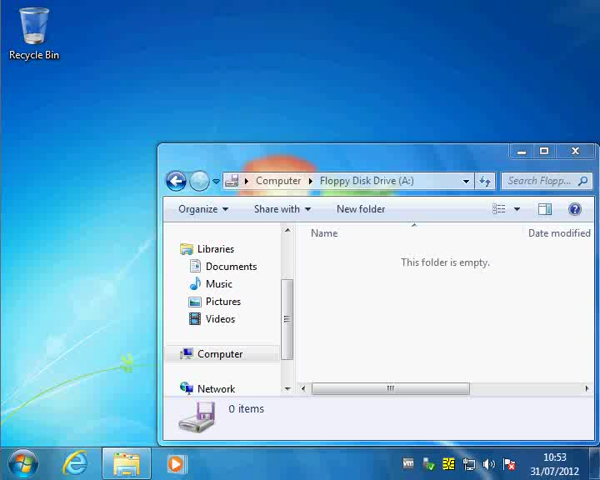 Recycle Bin
Computer
Floppy Disk Drive (A:)
Search Flopp...
Organize
Share with
New folder
Libraries
Documents
Music
Pictures
Videos
Computer
Network
Name
Date modified
This folder is empty.
0 items
10:53
31/07/2012